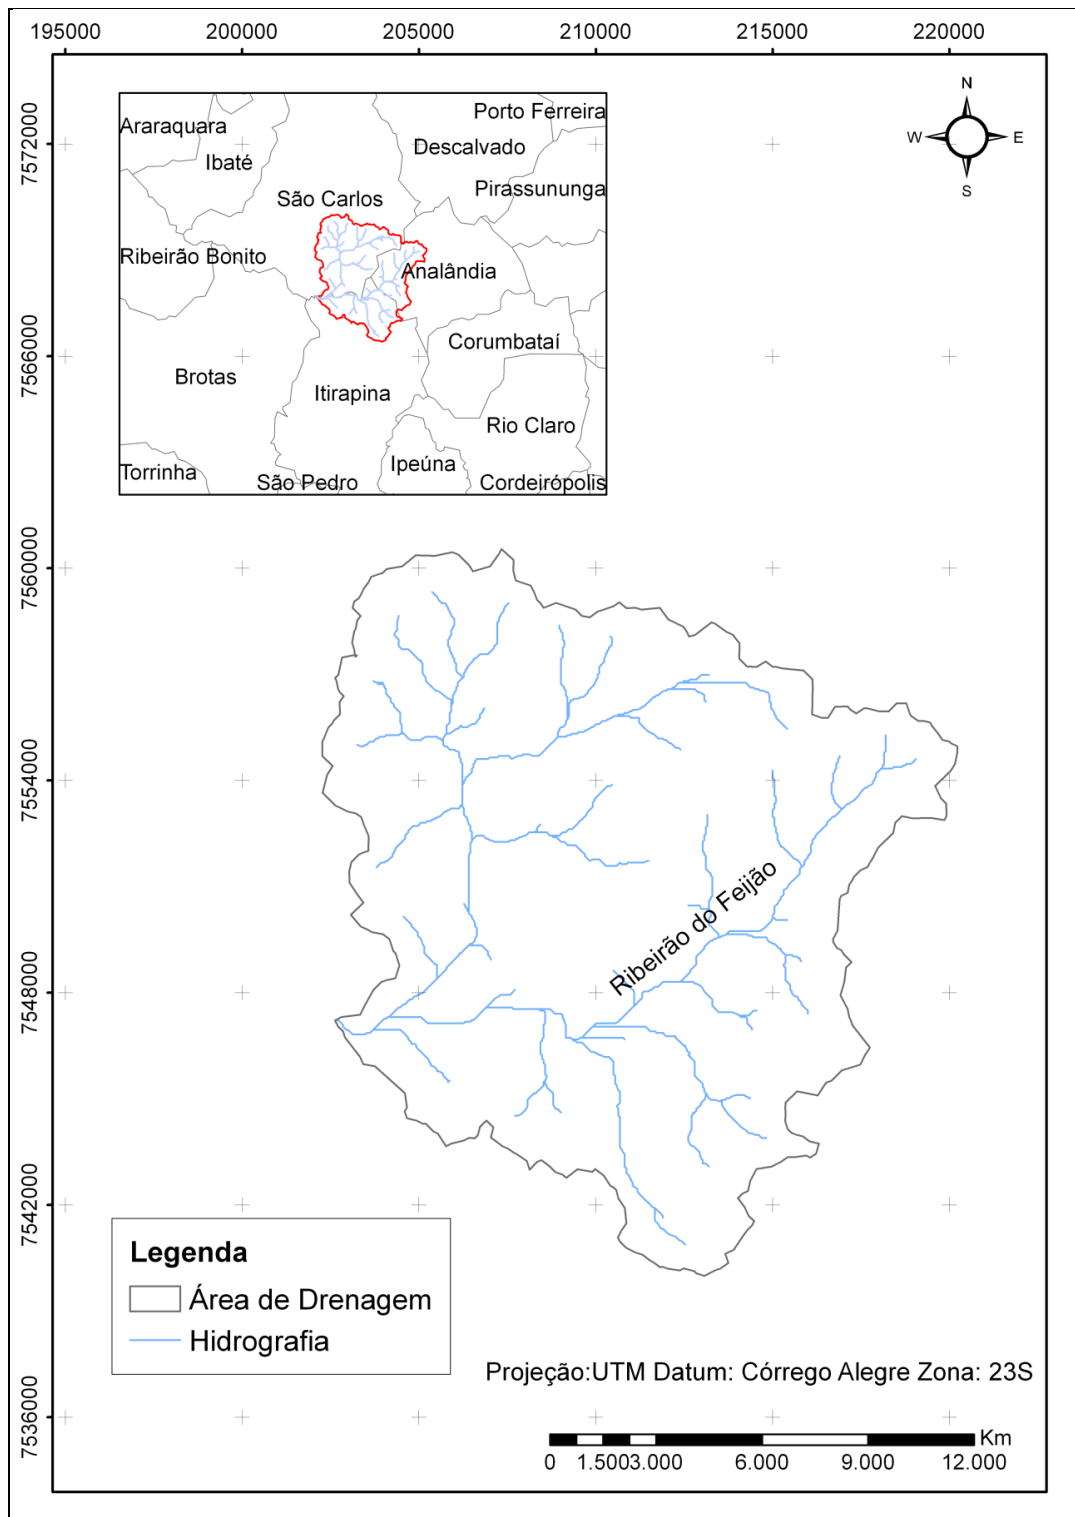 195000 200000 205000 210000 215000 220000
7572000
7566000
7560000
7554000
7548000
7542000
7536000
N
W E
S
Porto Ferreira
Araraquara
Descalvado
Ibaté
Pirassununga
São Carlos
Ribeirão Bonito
Analândia
Corumbataí
Brotas
Itirapina
Rio Claro
Ipeúna
Torrinha
São Pedro
Cordeirópolis
Ribeirão do Feijão
Legenda
Área de Drenagem
Hidrografia
Projeção:UTM Datum: Córrego Alegre Zona: 23S
Km
0 1.5003.000 6.000 9.000 12.000